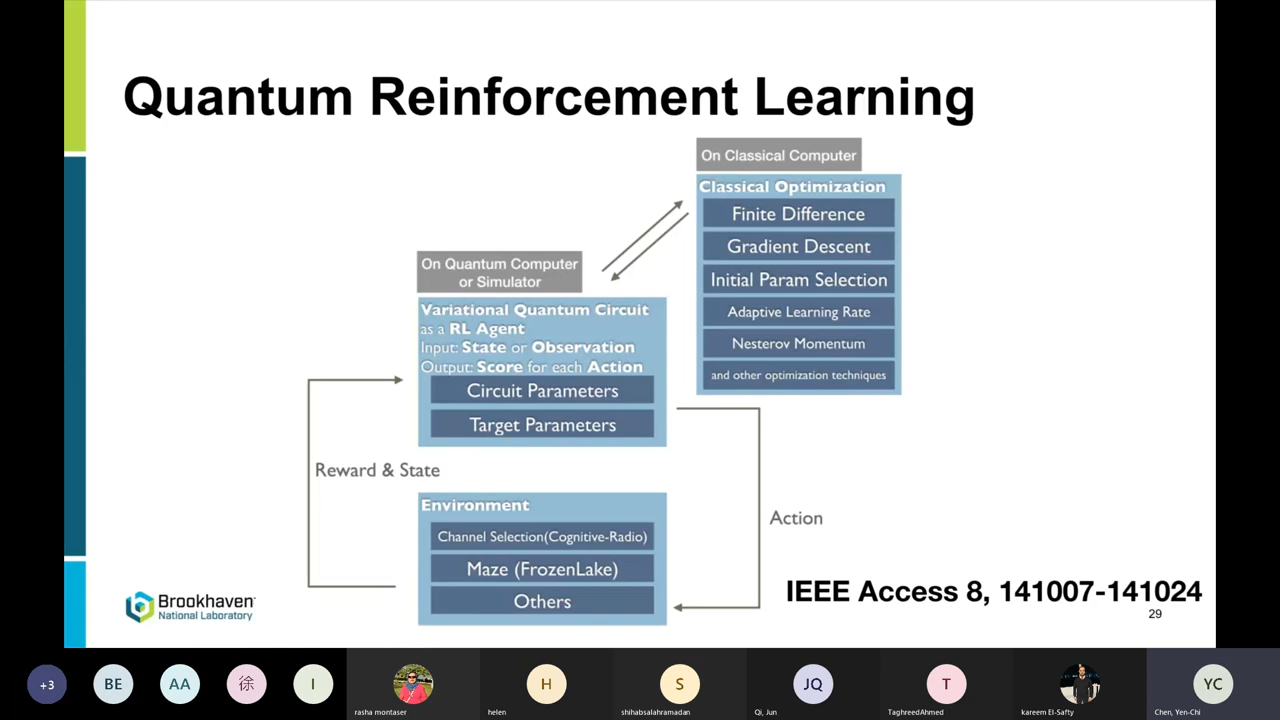 Quantum Reinforcement Learning
On Classical Computer
Classical Optimization
Finite Difference
Gradient Descent
Initial Param Selection
Adaptive Learning Rate
Nesterov Momentum
and other optimization techniques
On Quantum Computer
or Simulator
Variational Quantum Circuit
as a RL Agent
Input: State or Observation
Output: Score for each Action
Circuit Parameters
Target Parameters
Reward & State
Environment
Channel Selection(Cognitive-Radio)
Maze (FrozenLake)
Others
Action
Brookhaven
National Laboratory
IEEE Access 8, 141007-141024
29
+3
BE
AA
徐
I
rasha montaser
H
helen
S
shihabsalahramadan
JQ
Qi, Jun
T
TaghreedAhmed
kareem El-Safty
YC
Chen, Yen-Chi